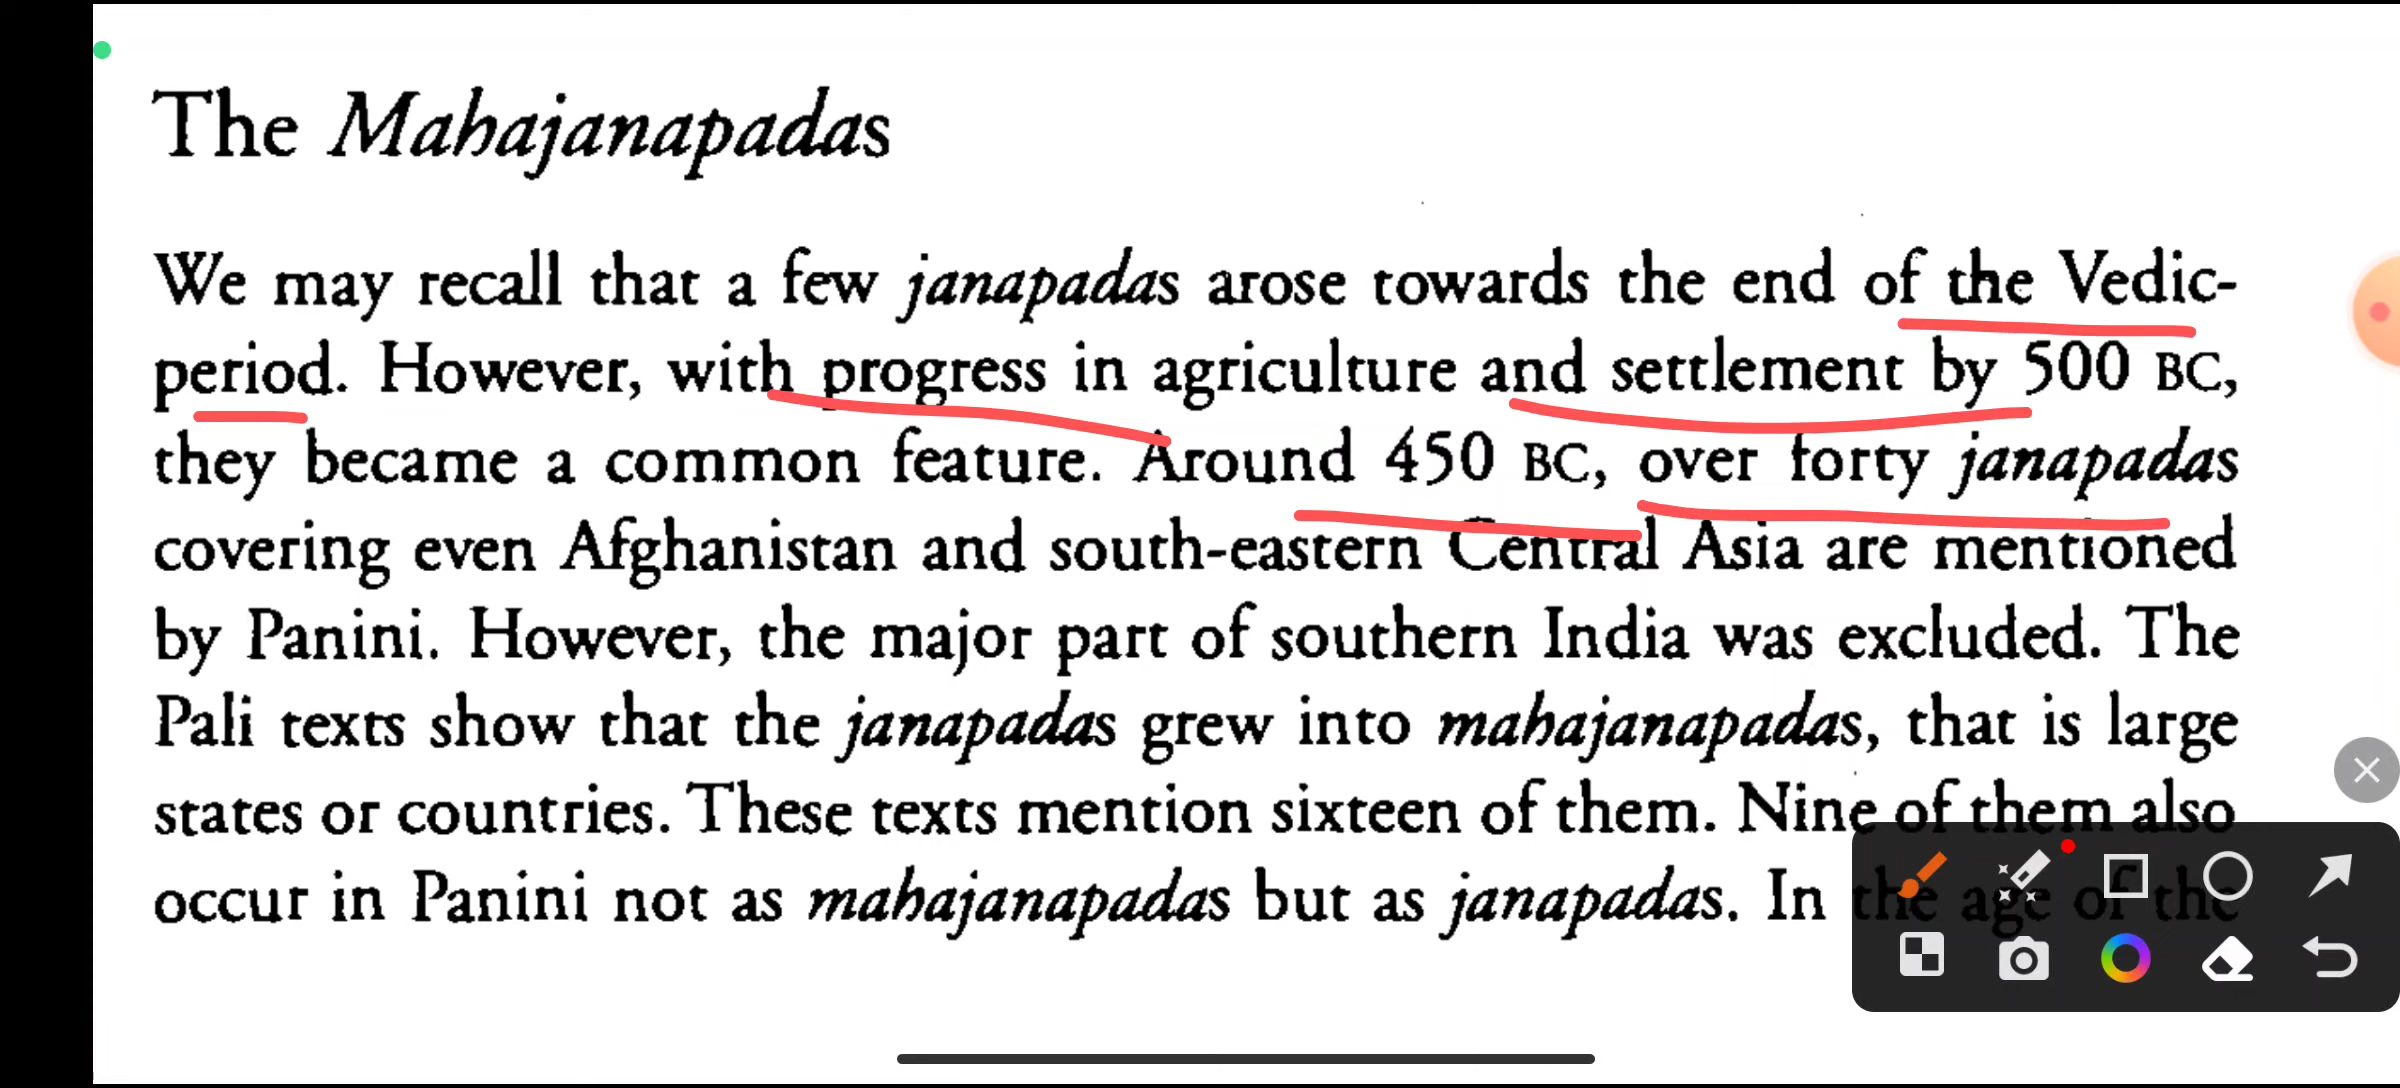 The Mahajanapadas
We may recall that a few janapadas arose towards the end of the Vedic-
period. However, with progress in agriculture and settlement by 500 BC,
they became a common feature. Around 450 BC, over forty janapadas
covering even Afghanistan and south-eastern Central Asia are mentioned
by Panini. However, the major part of southern India was excluded. The
Pali texts show that the janapadas grew into mahajanapadas, that is large
states or countries. These texts mention sixteen of them. Nine of them also
occur in Panini not as mahajanapadas but as janapadas. In the age of the